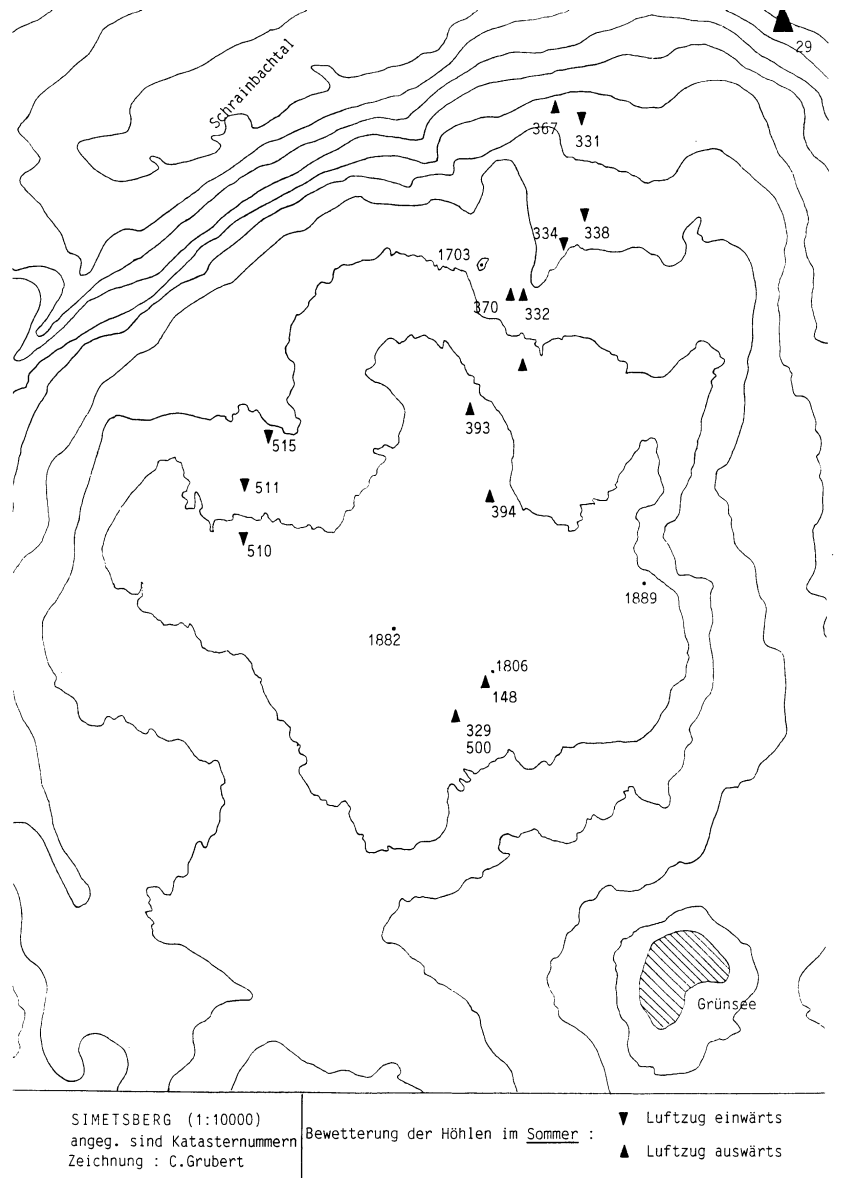 29
Schrainbachtal
367
331
334
338
1703
370
332
393
515
511
394
510
1889
1882
1806
148
329
500
Grünsee
SIMETSBERG (1:10000)
angeg. sind Katasternummern
Zeichnung : C.Grubert
Bewetterung der Höhlen im Sommer :
Luftzug einwärts
Luftzug auswärts